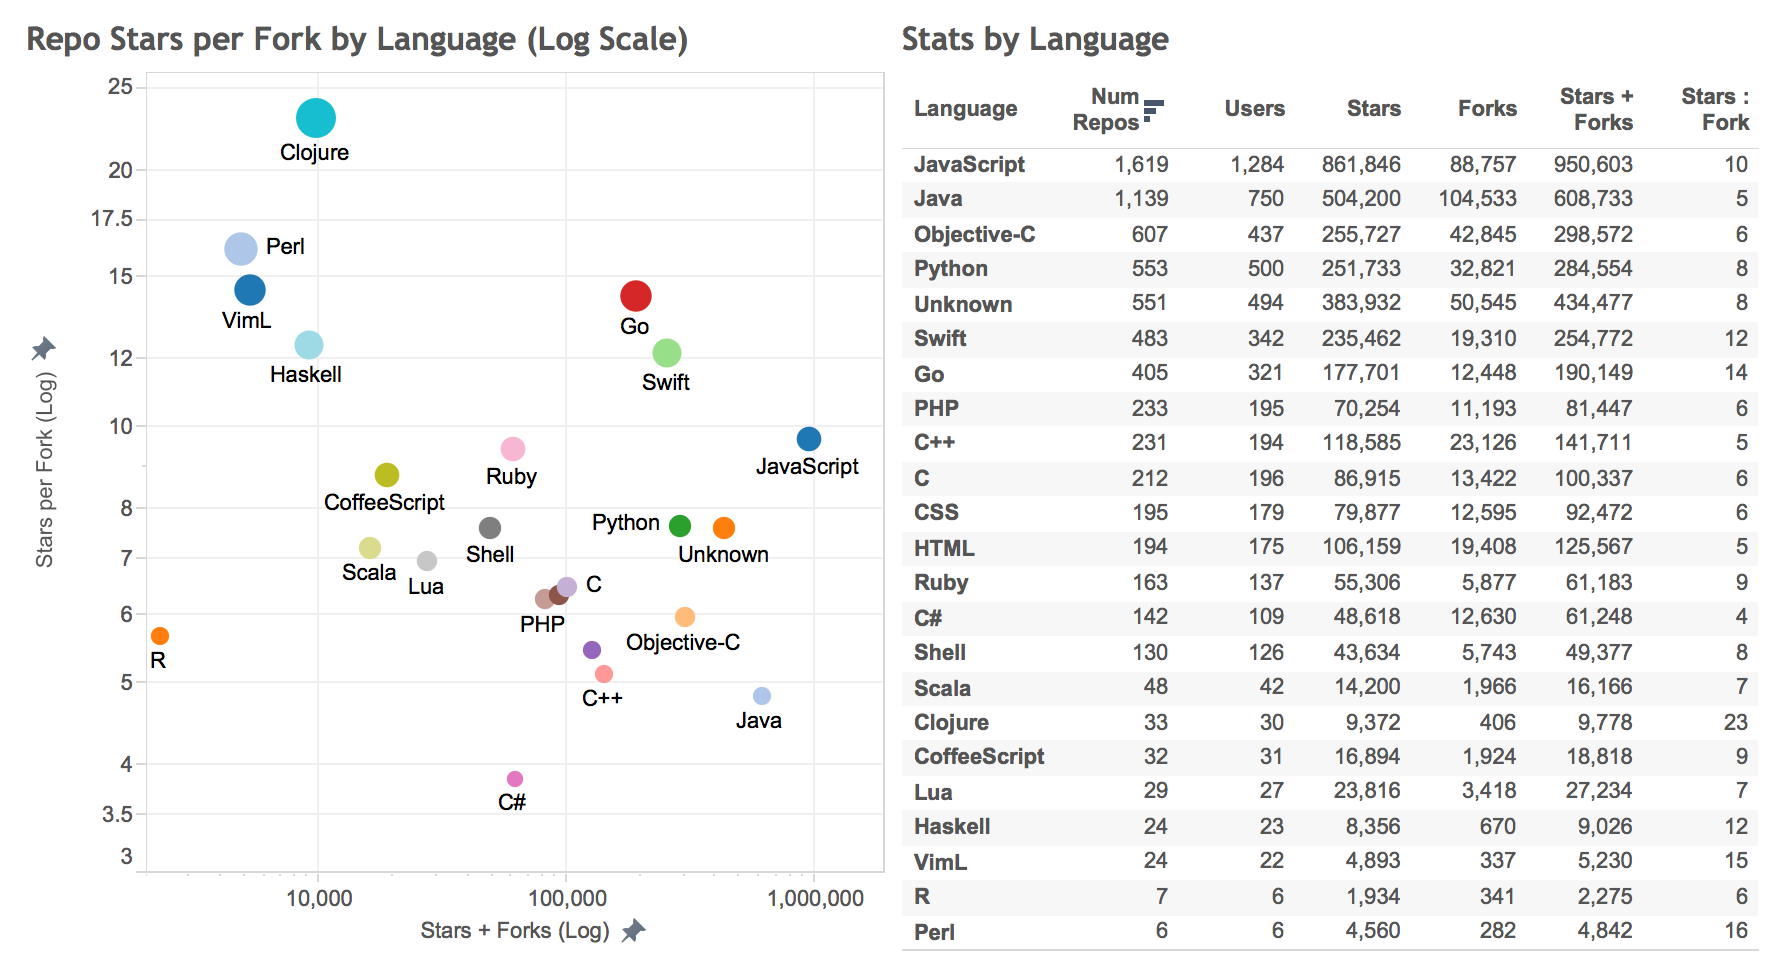 Repo Stars per Fork by Language (Log Scale)
25
20
17.5
15
12
10
8
7
6
5
4
3.5
3
Stars per Fork (Log)
Clojure
Perl
VimL
Go
Haskell
Swift
JavaScript
Ruby
CoffeeScript
Python
Unknown
Shell
Scala
Lua
C
PHP
Objective-C
R
C++
Java
C#
10,000
100,000
1,000,000
Stars + Forks (Log)
Stats by Language
Language Num Repos Users Stars Forks Stars + Forks Stars : Fork
JavaScript 1,619 1,284 861,846 88,757 950,603 10
Java 1,139 750 504,200 104,533 608,733 5
Objective-C 607 437 255,727 42,845 298,572 6
Python 553 500 251,733 32,821 284,554 8
Unknown 551 494 383,932 50,545 434,477 8
Swift 483 342 235,462 19,310 254,772 12
Go 405 321 177,701 12,448 190,149 14
PHP 233 195 70,254 11,193 81,447 6
C++ 231 194 118,585 23,126 141,711 5
C 212 196 86,915 13,422 100,337 6
CSS 195 179 79,877 12,595 92,472 6
HTML 194 175 106,159 19,408 125,567 5
Ruby 163 137 55,306 5,877 61,183 9
C# 142 109 48,618 12,630 61,248 4
Shell 130 126 43,634 5,743 49,377 8
Scala 48 42 14,200 1,966 16,166 7
Clojure 33 30 9,372 406 9,778 23
CoffeeScript 32 31 16,894 1,924 18,818 9
Lua 29 27 23,816 3,418 27,234 7
Haskell 24 23 8,356 670 9,026 12
VimL 24 22 4,893 337 5,230 15
R 7 6 1,934 341 2,275 6
Perl 6 6 4,560 282 4,842 16